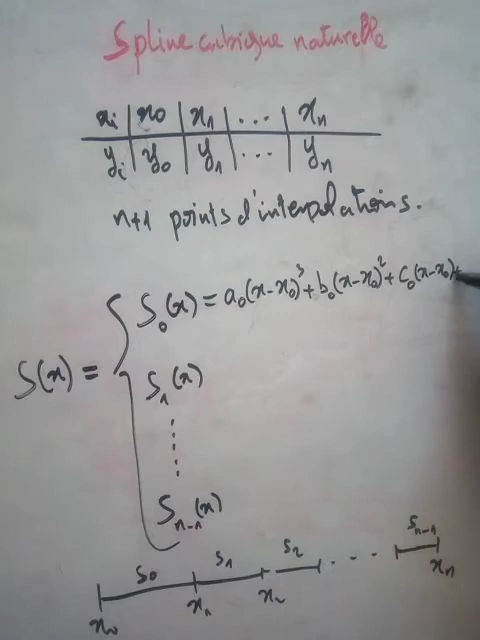 Spline cubique naturelle
xi | x0 | x1 | ... | xn
yi | y0 | y1 | ... | yn
n+1 points d'interpolations.
S(x) = { S0(x) = a0(x-x0)³ + b0(x-x0)² + c0(x-x0)+
S1(x)
Sn-1(x)
S0 S1 S2 ... Sn-1
x0 x1 x2 xn